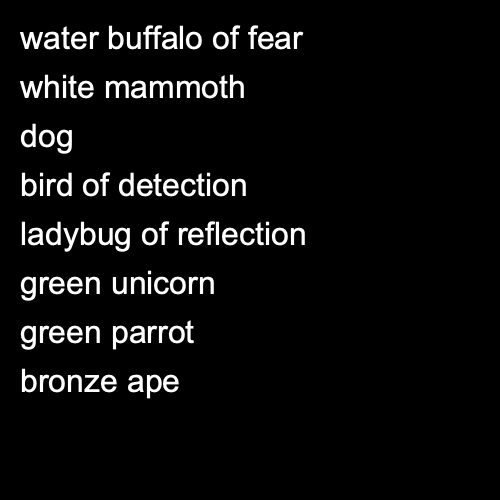 water buffalo of fear
white mammoth
dog
bird of detection
ladybug of reflection
green unicorn
green parrot
bronze ape